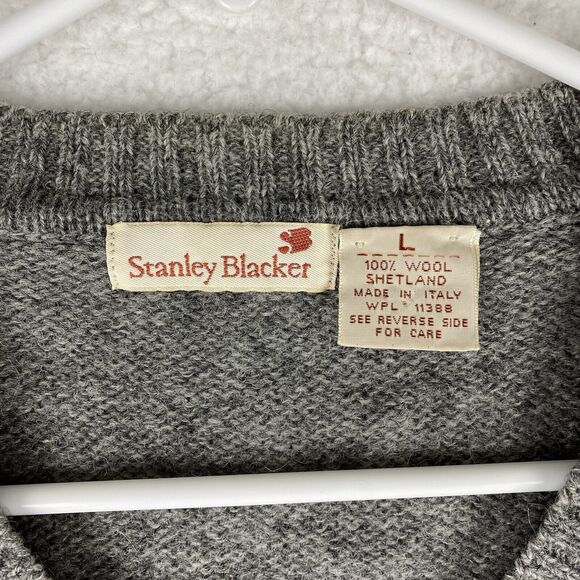 Stanley Blacker
L
100% WOOL
SHETLAND
MADE IN ITALY
WPL 11388
SEE REVERSE SIDE
FOR CARE